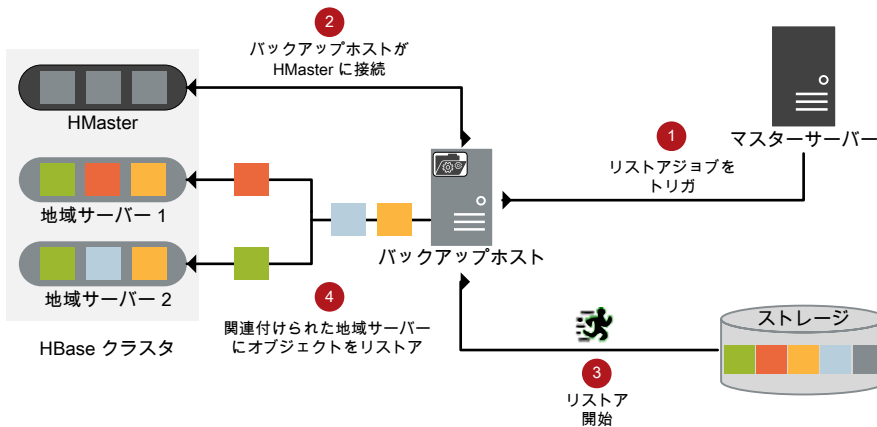 2
バックアップホストが
HMaster に接続
HMaster
1
マスターサーバー
リストアジョブを
トリガ
地域サーバー 1
バックアップホスト
地域サーバー 2
4
関連付けられた地域サーバー
にオブジェクトをリストア
HBase クラスタ
ストレージ
3
リストア
開始